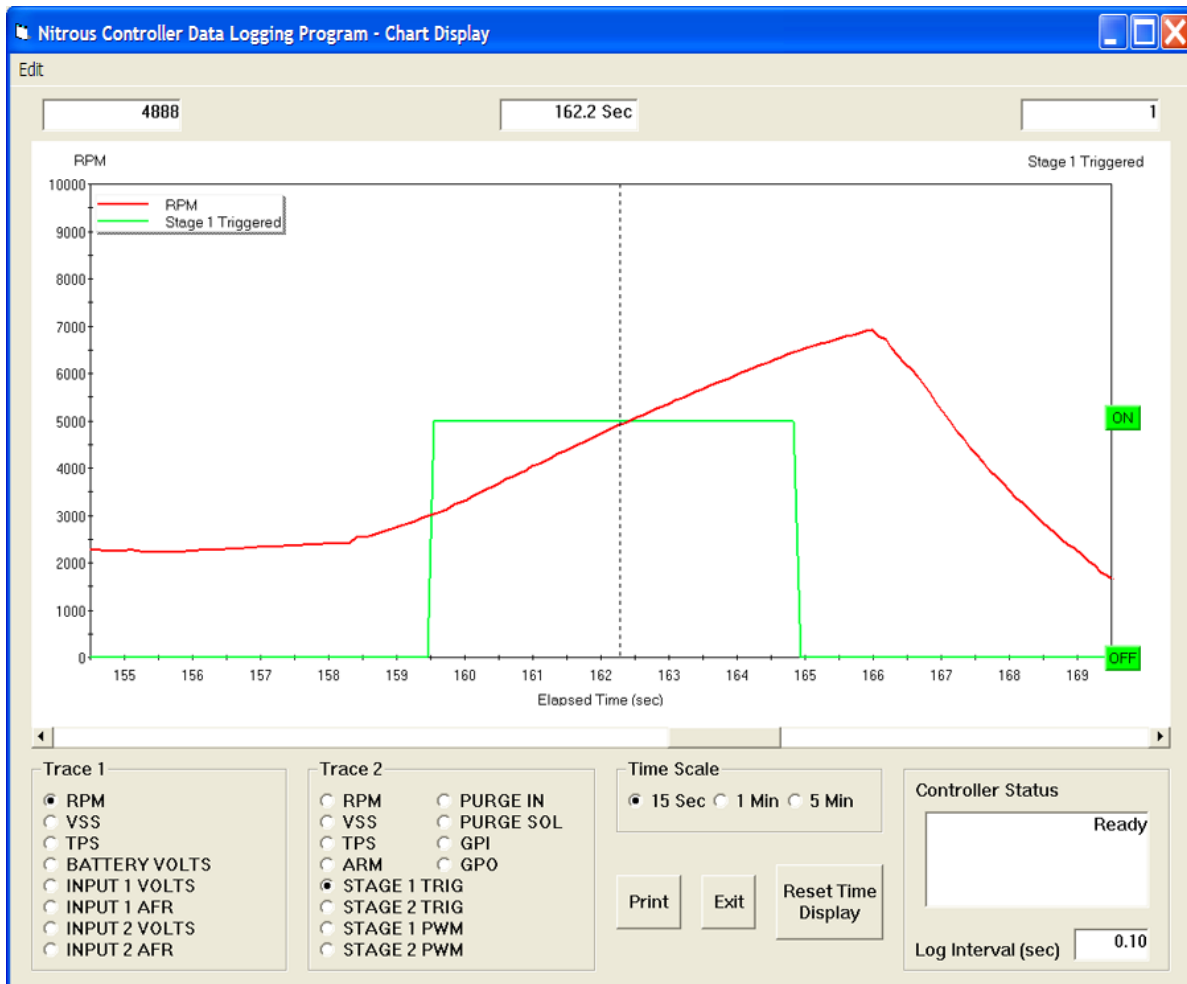 Nitrous Controller Data Logging Program - Chart Display
Edit
4888
162.2 Sec
1
RPM
Stage 1 Triggered
10000
9000
8000
7000
6000
5000
4000
3000
2000
1000
0
RPM
Stage 1 Triggered
ON
OFF
155 156 157 158 159 160 161 162 163 164 165 166 167 168 169
Elapsed Time (sec)
Trace 1
RPM
VSS
TPS
BATTERY VOLTS
INPUT 1 VOLTS
INPUT 1 AFR
INPUT 2 VOLTS
INPUT 2 AFR
Trace 2
RPM
VSS
TPS
ARM
STAGE 1 TRIG
STAGE 2 TRIG
STAGE 1 PWM
STAGE 2 PWM
PURGE IN
PURGE SOL
GPI
GPO
Time Scale
15 Sec 1 Min 5 Min
Print
Exit
Reset Time
Display
Controller Status
Ready
Log Interval (sec) 0.10